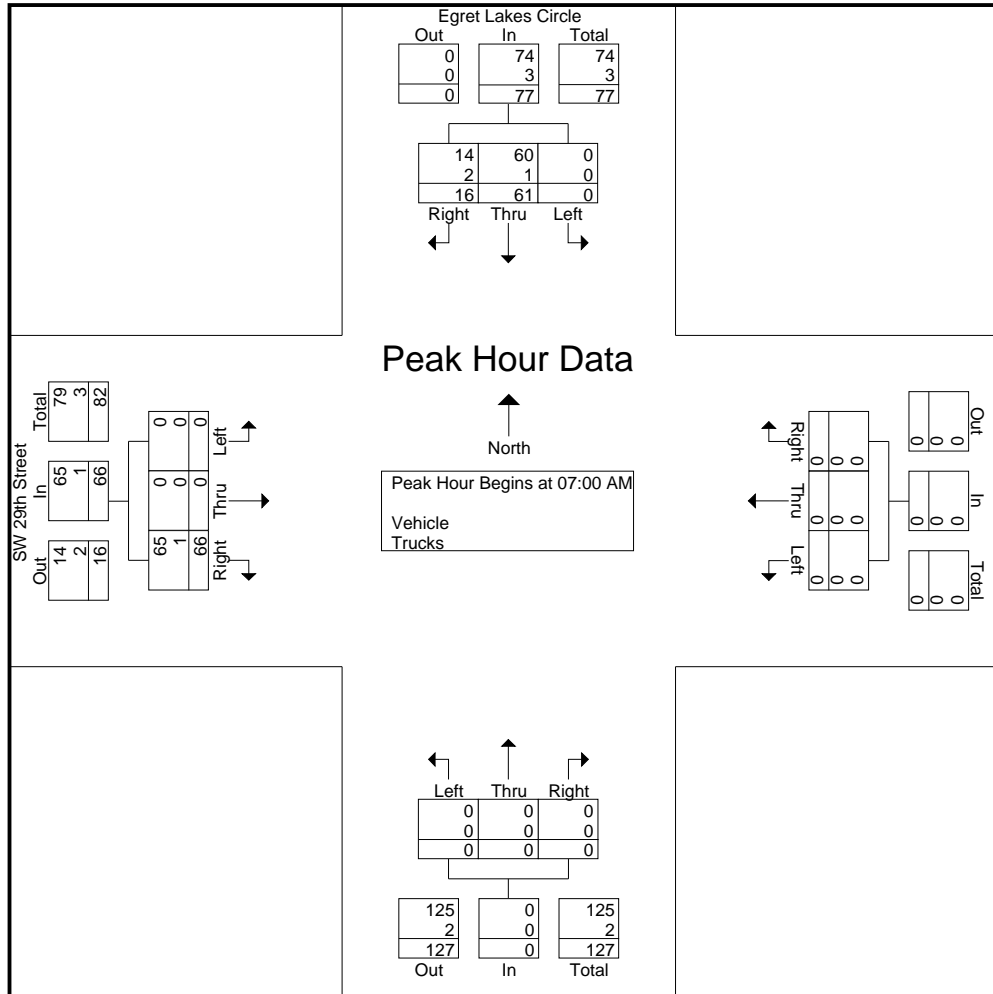 Egret Lakes Circle
Out In Total
0 74 74
0 3 3
0 77 77
14 60 0
2 1 0
16 61 0
Right Thru Left
Peak Hour Data
North
Peak Hour Begins at 07:00 AM
Vehicle
Trucks
SW 29th Street
Out In Total
14 65 79
2 1 3
16 66 82
65 0 0
1 0 0
66 0 0
Right Thru Left
Right Thru Left
0 0 0
0 0 0
0 0 0
Out In Total
0 0 0
0 0 0
0 0 0
Left Thru Right
0 0 0
0 0 0
0 0 0
125 0 125
2 0 2
127 0 127
Out In Total